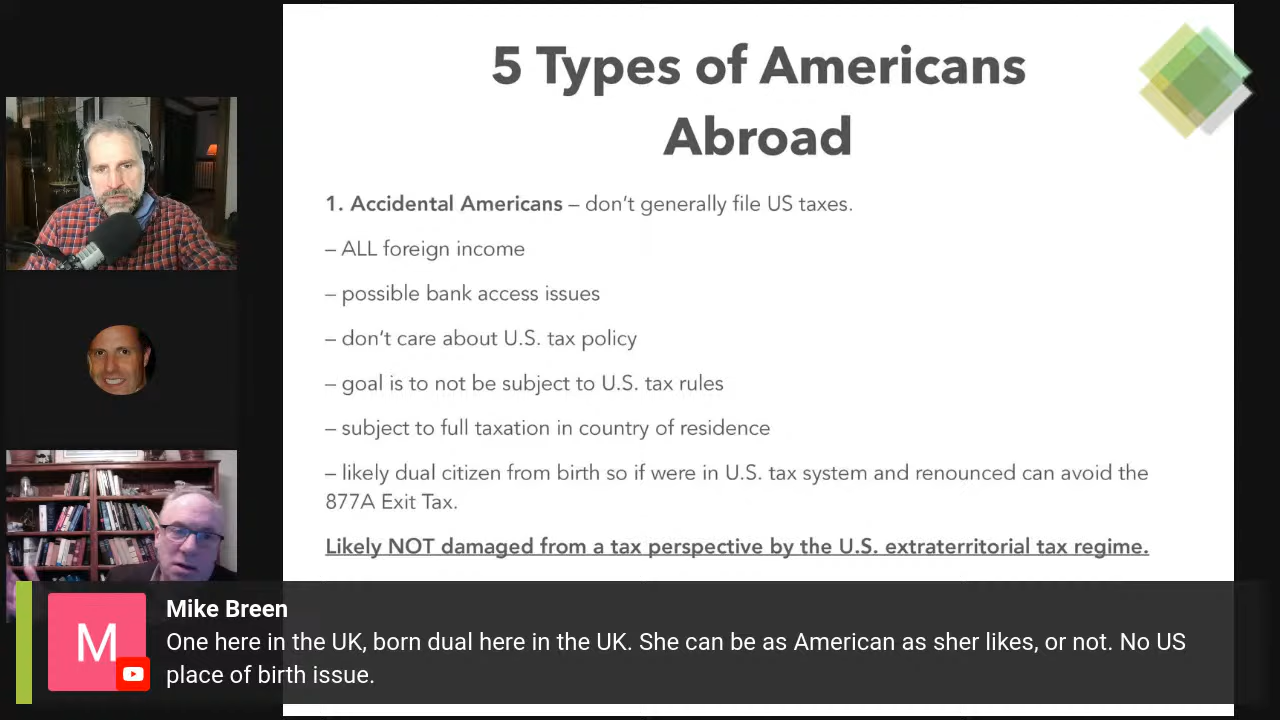 5 Types of Americans
Abroad
1. Accidental Americans – don't generally file US taxes.
– ALL foreign income
– possible bank access issues
– don't care about U.S. tax policy
– goal is to not be subject to U.S. tax rules
– subject to full taxation in country of residence
– likely dual citizen from birth so if were in U.S. tax system and renounced can avoid the
877A Exit Tax.
Likely NOT damaged from a tax perspective by the U.S. extraterritorial tax regime.
M
Mike Breen
One here in the UK, born dual here in the UK. She can be as American as sher likes, or not. No US
place of birth issue.